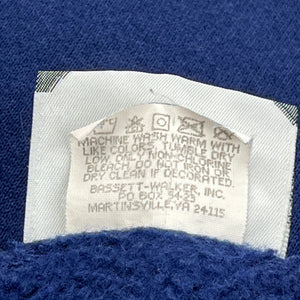 MACHINE WASH WARM WITH
LIKE COLORS, TUMBLE DRY
LOW, ONLY NON-CHLORINE
BLEACH. DO NOT IRON OR
DRY CLEAN IF DECORATED.
BASSETT-WALKER, INC.
PO BOX 5423
MARTINSVILLE, VA 24115